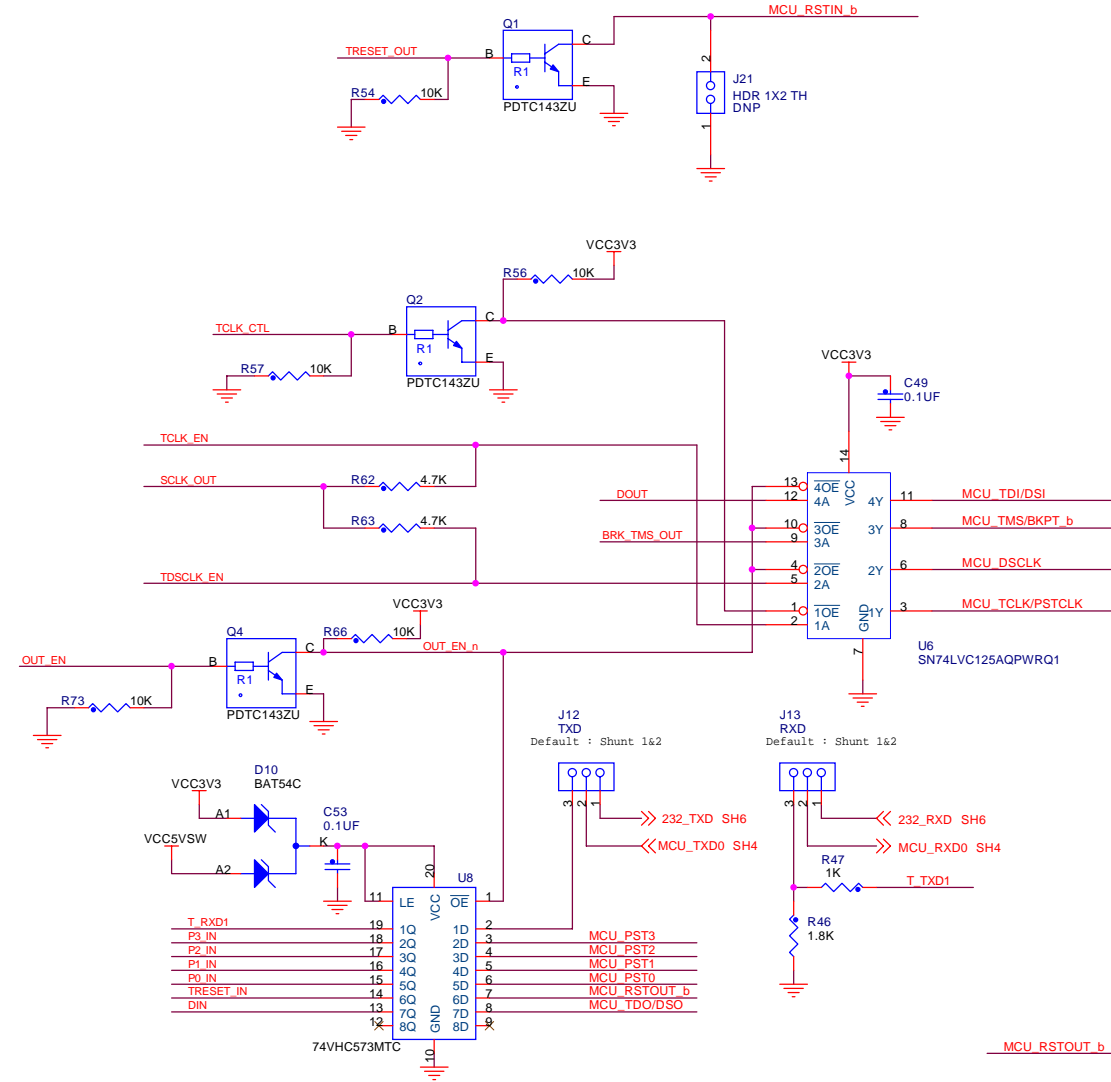 MCU_RSTIN_b
Q1
TRESET_OUT
B
C
R1
E
PDTC143ZU
R54
10K
2
J21
HDR 1X2 TH
DNP
1
VCC3V3
R56
10K
Q2
TCLK_CTL
B
C
R1
E
PDTC143ZU
R57
10K
VCC3V3
C49
0.1UF
TCLK_EN
SCLK_OUT
R62
4.7K
R63
4.7K
TDSCLK_EN
DOUT
BRK_TMS_OUT
14
VCC
13
4OE
12
4A
4Y
11
MCU_TDI/DSI
10
3OE
9
3A
3Y
8
MCU_TMS/BKPT_b
4
2OE
5
2A
2Y
6
MCU_DSCLK
1
1OE
2
1A
1Y
3
MCU_TCLK/PSTCLK
GND
7
U6
SN74LVC125AQPWRQ1
VCC3V3
R66
10K
Q4
OUT_EN
B
C
R1
E
PDTC143ZU
OUT_EN_n
R73
10K
J12
TXD
Default : Shunt 1&2
3
2
1
232_TXD SH6
MCU_TXD0 SH4
J13
RXD
Default : Shunt 1&2
3
2
1
232_RXD SH6
MCU_RXD0 SH4
R47
1K
T_TXD1
R46
1.8K
D10
BAT54C
VCC3V3
A1
VCC5VSW
A2
K
C53
0.1UF
U8
20
VCC
11
LE
OE
1
T_RXD1
19
1Q
1D
2
P3_IN
18
2Q
2D
3
MCU_PST3
P2_IN
17
3Q
3D
4
MCU_PST2
P1_IN
16
4Q
4D
5
MCU_PST1
P0_IN
15
5Q
5D
6
MCU_PST0
TRESET_IN
14
6Q
6D
7
MCU_RSTOUT_b
DIN
13
7Q
7D
8
MCU_TDO/DSO
12
8Q
8D
9
GND
10
74VHC573MTC
MCU_RSTOUT_b